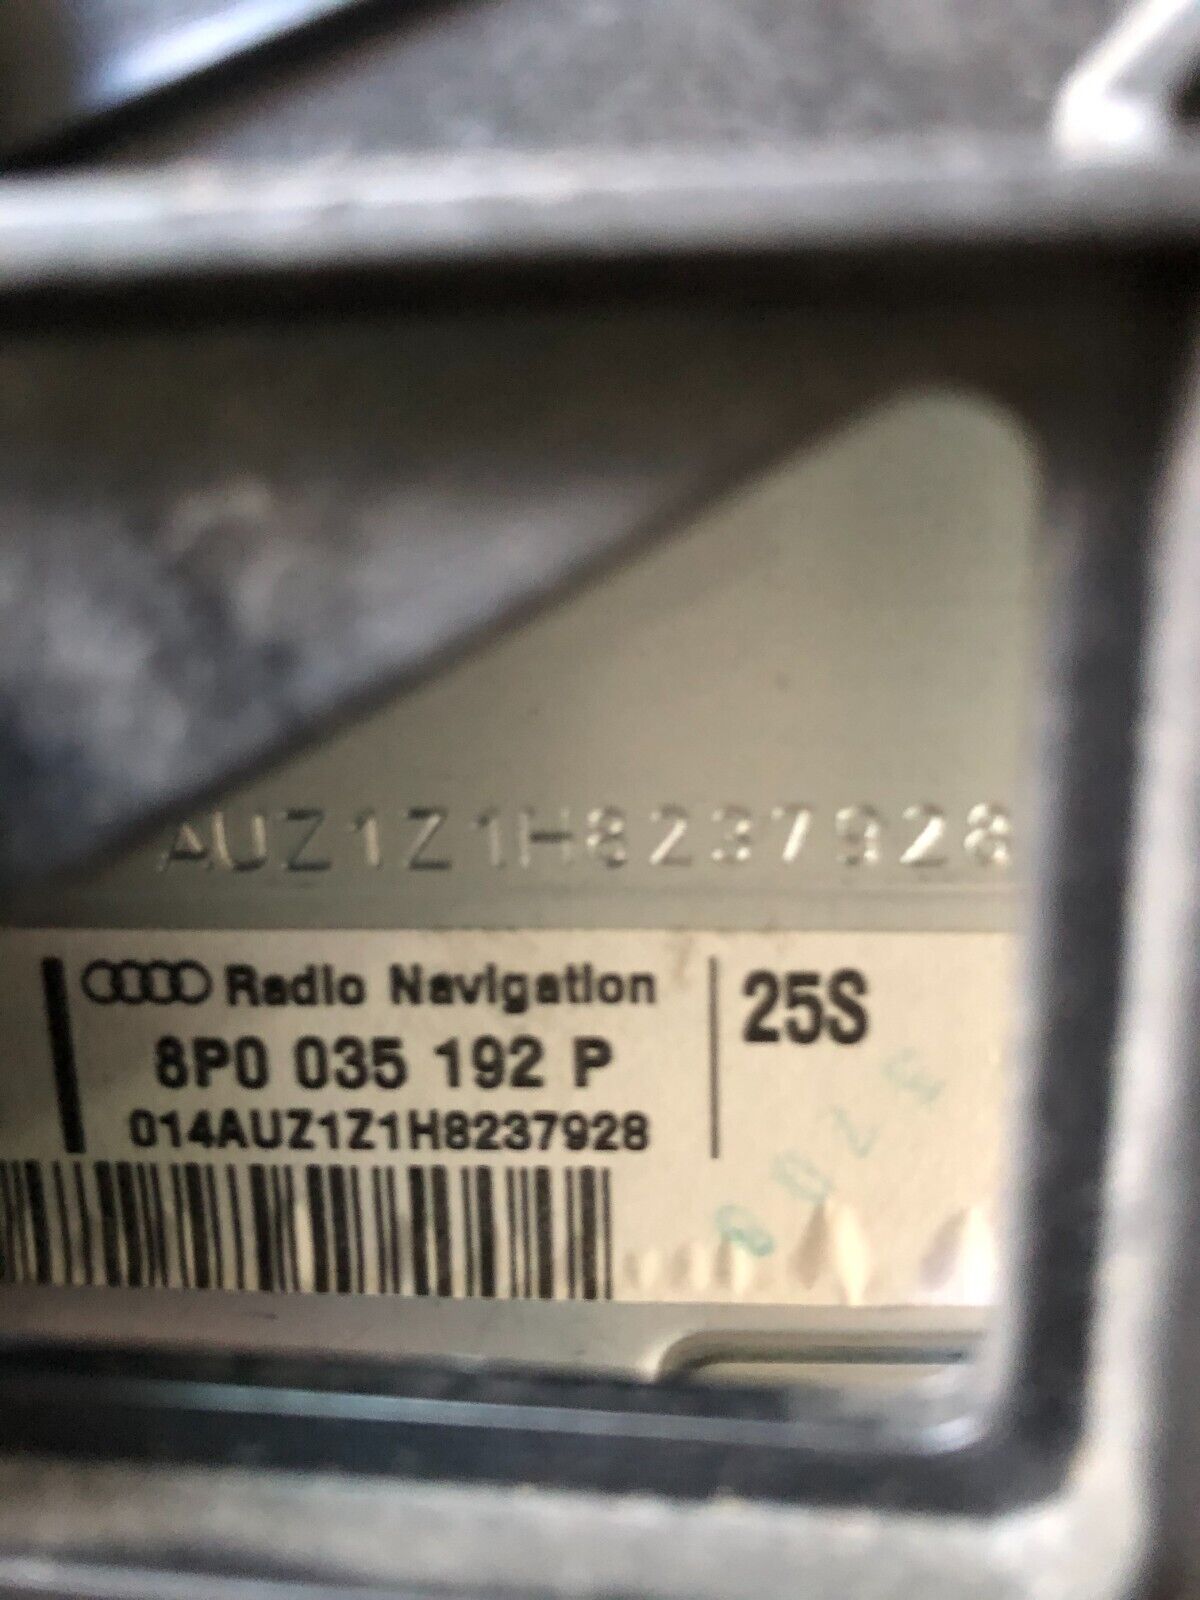 AUZ1Z1H8237928
Radio Navigation
25S
8P0 035 192 P
014AUZ1Z1H8237928